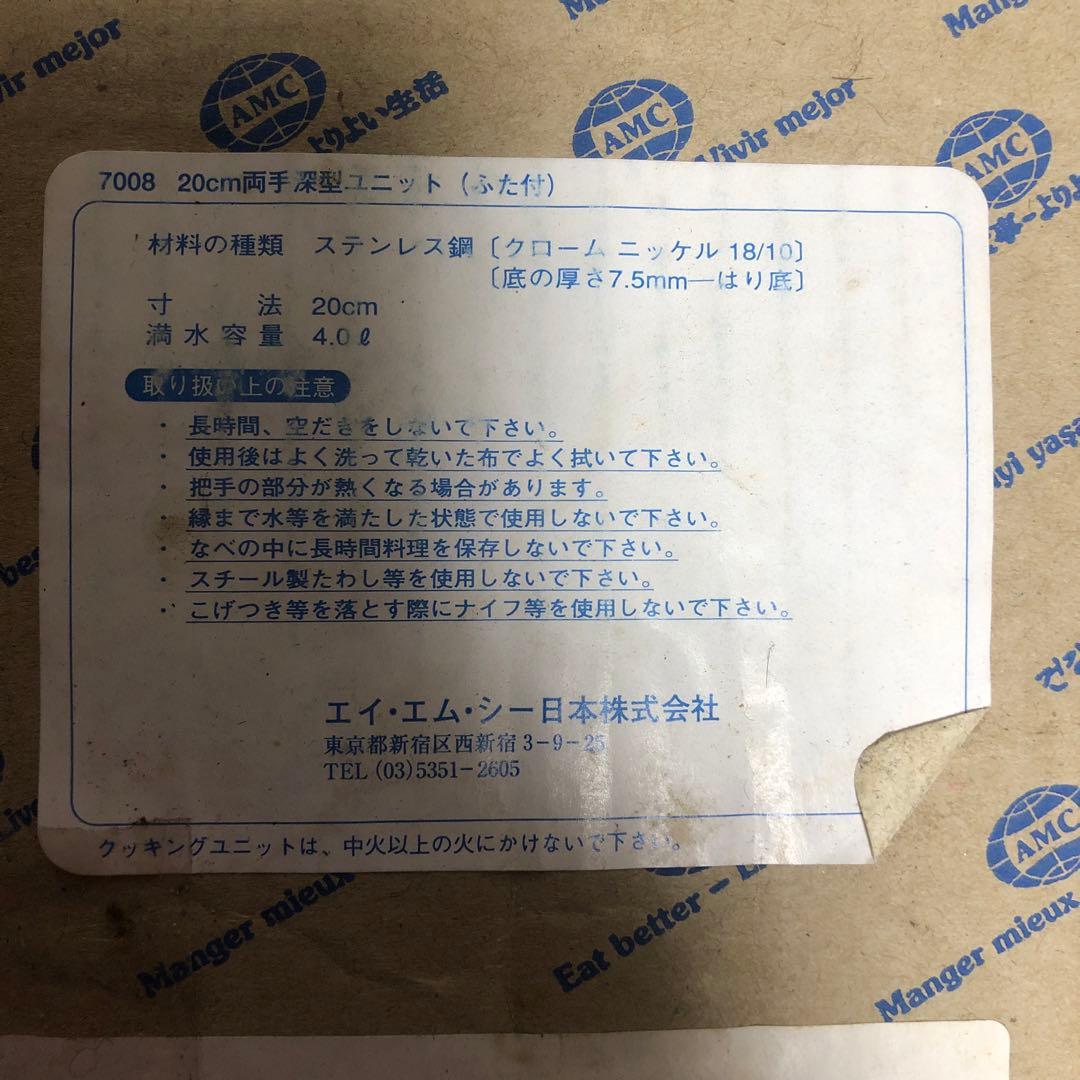 Vivir mejor
AMC
よりよい生活
AMC
Vivir mejor
AMC
Manger
7008 20cm両手深型ユニット（ふた付）
材料の種類 ステンレス鋼〔クローム ニッケル 18/10〕
〔底の厚さ7.5mm―はり底〕
寸法 20cm
満水容量 4.0ℓ
取り扱い上の注意
・長時間、空だきをしないで下さい。
・使用後はよく洗って乾いた布でよく拭いて下さい。
・把手の部分が熱くなる場合があります。
・縁まで水等を満たした状態で使用しないで下さい。
・なべの中に長時間料理を保存しないで下さい。
・スチール製たわし等を使用しないで下さい。
・こげつき等を落とす際にナイフ等を使用しないで下さい。
エイ・エム・シー日本株式会社
東京都新宿区西新宿3-9-25
TEL (03)5351-2605
クッキングユニットは、中火以上の火にかけないで下さい。
AMC
Manger mieux
Eat better –
Manger mieux